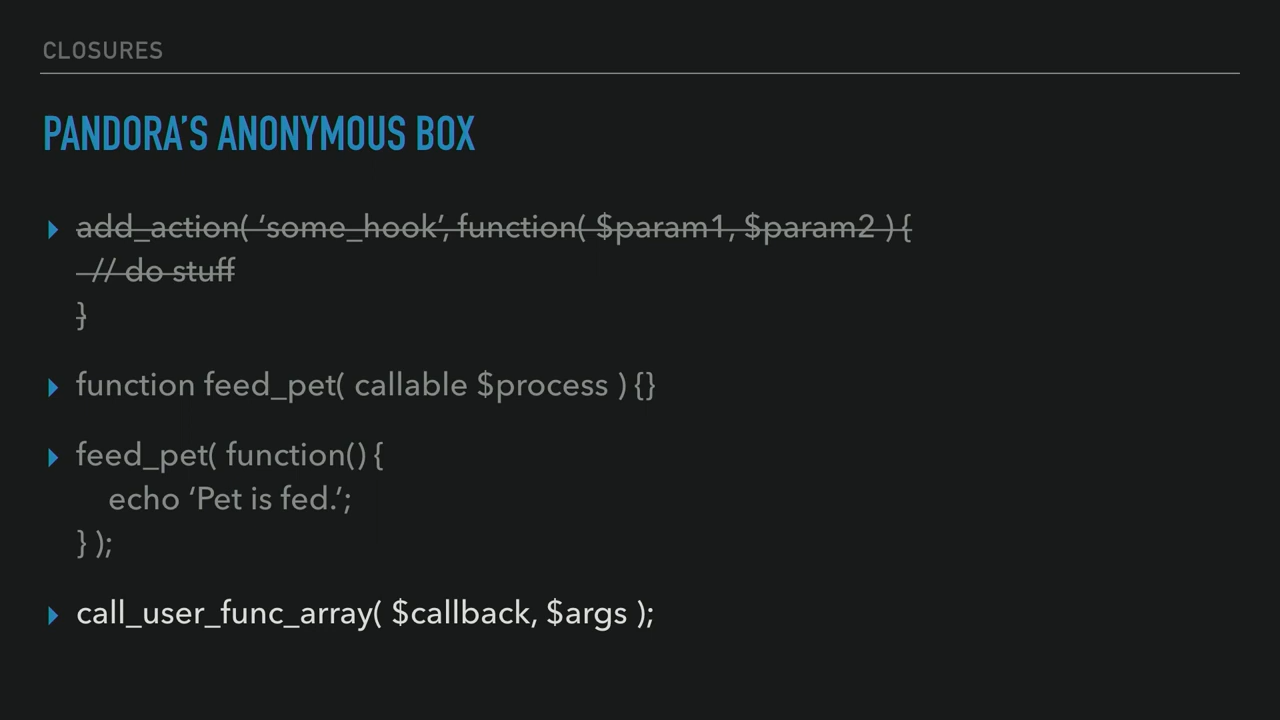 CLOSURES
PANDORA’S ANONYMOUS BOX
add_action( ‘some_hook’, function( $param1, $param2 ) {
// do stuff
}
function feed_pet( callable $process ) {}
feed_pet( function() {
echo ‘Pet is fed.’;
} );
call_user_func_array( $callback, $args );